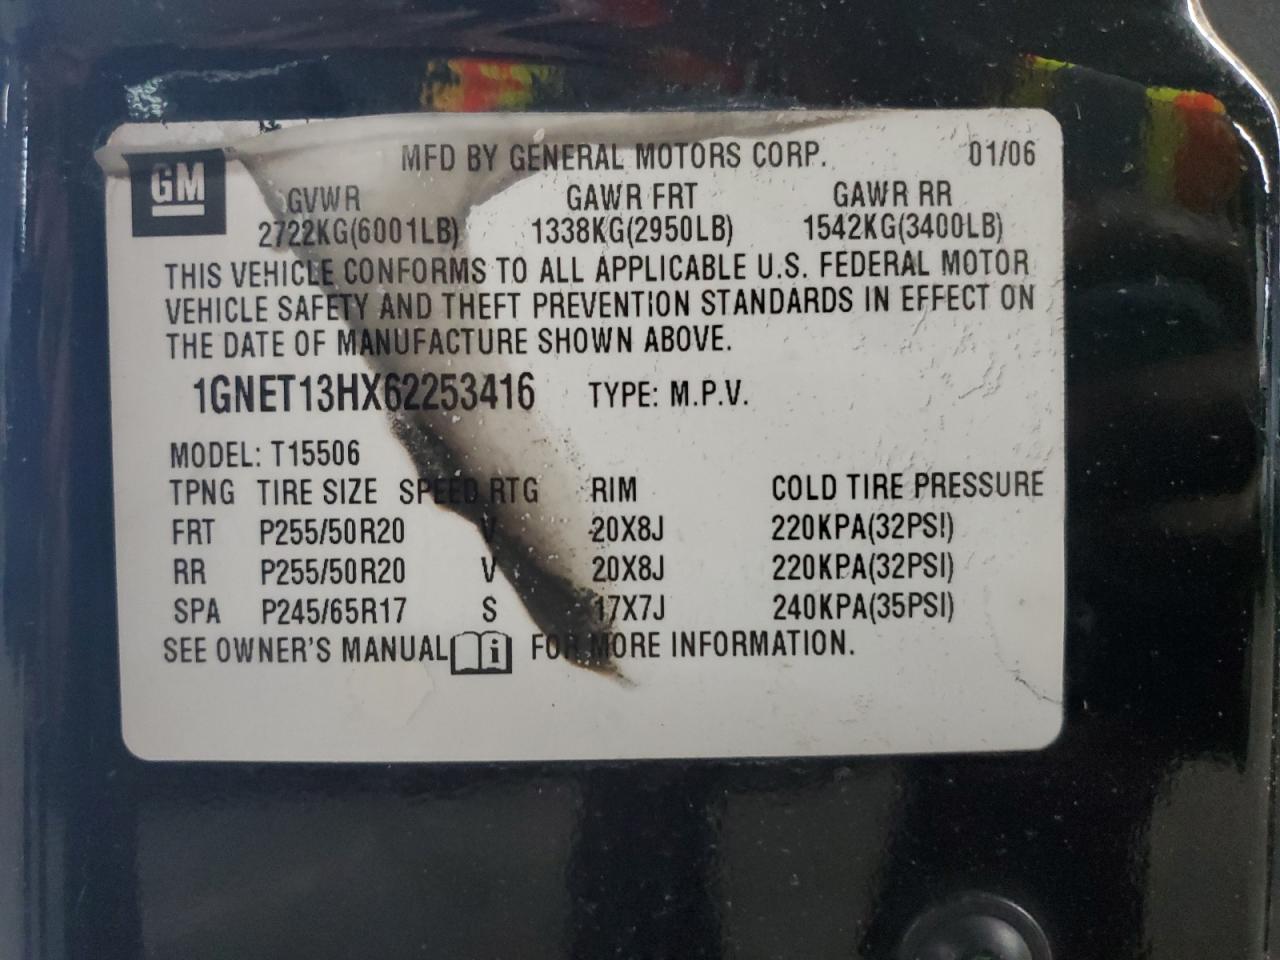 GM
MFD BY GENERAL MOTORS CORP. 01/06
GVWR GAWR FRT GAWR RR
2722KG(6001LB) 1338KG(2950LB) 1542KG(3400LB)
THIS VEHICLE CONFORMS TO ALL APPLICABLE U.S. FEDERAL MOTOR
VEHICLE SAFETY AND THEFT PREVENTION STANDARDS IN EFFECT ON
THE DATE OF MANUFACTURE SHOWN ABOVE.
1GNET13HX62253416 TYPE: M.P.V.
MODEL: T15506
TPNG TIRE SIZE SPEED RTG RIM COLD TIRE PRESSURE
FRT P255/50R20 V 20X8J 220KPA(32PSI)
RR P255/50R20 V 20X8J 220KPA(32PSI)
SPA P245/65R17 S 17X7J 240KPA(35PSI)
SEE OWNER'S MANUAL i FOR MORE INFORMATION.